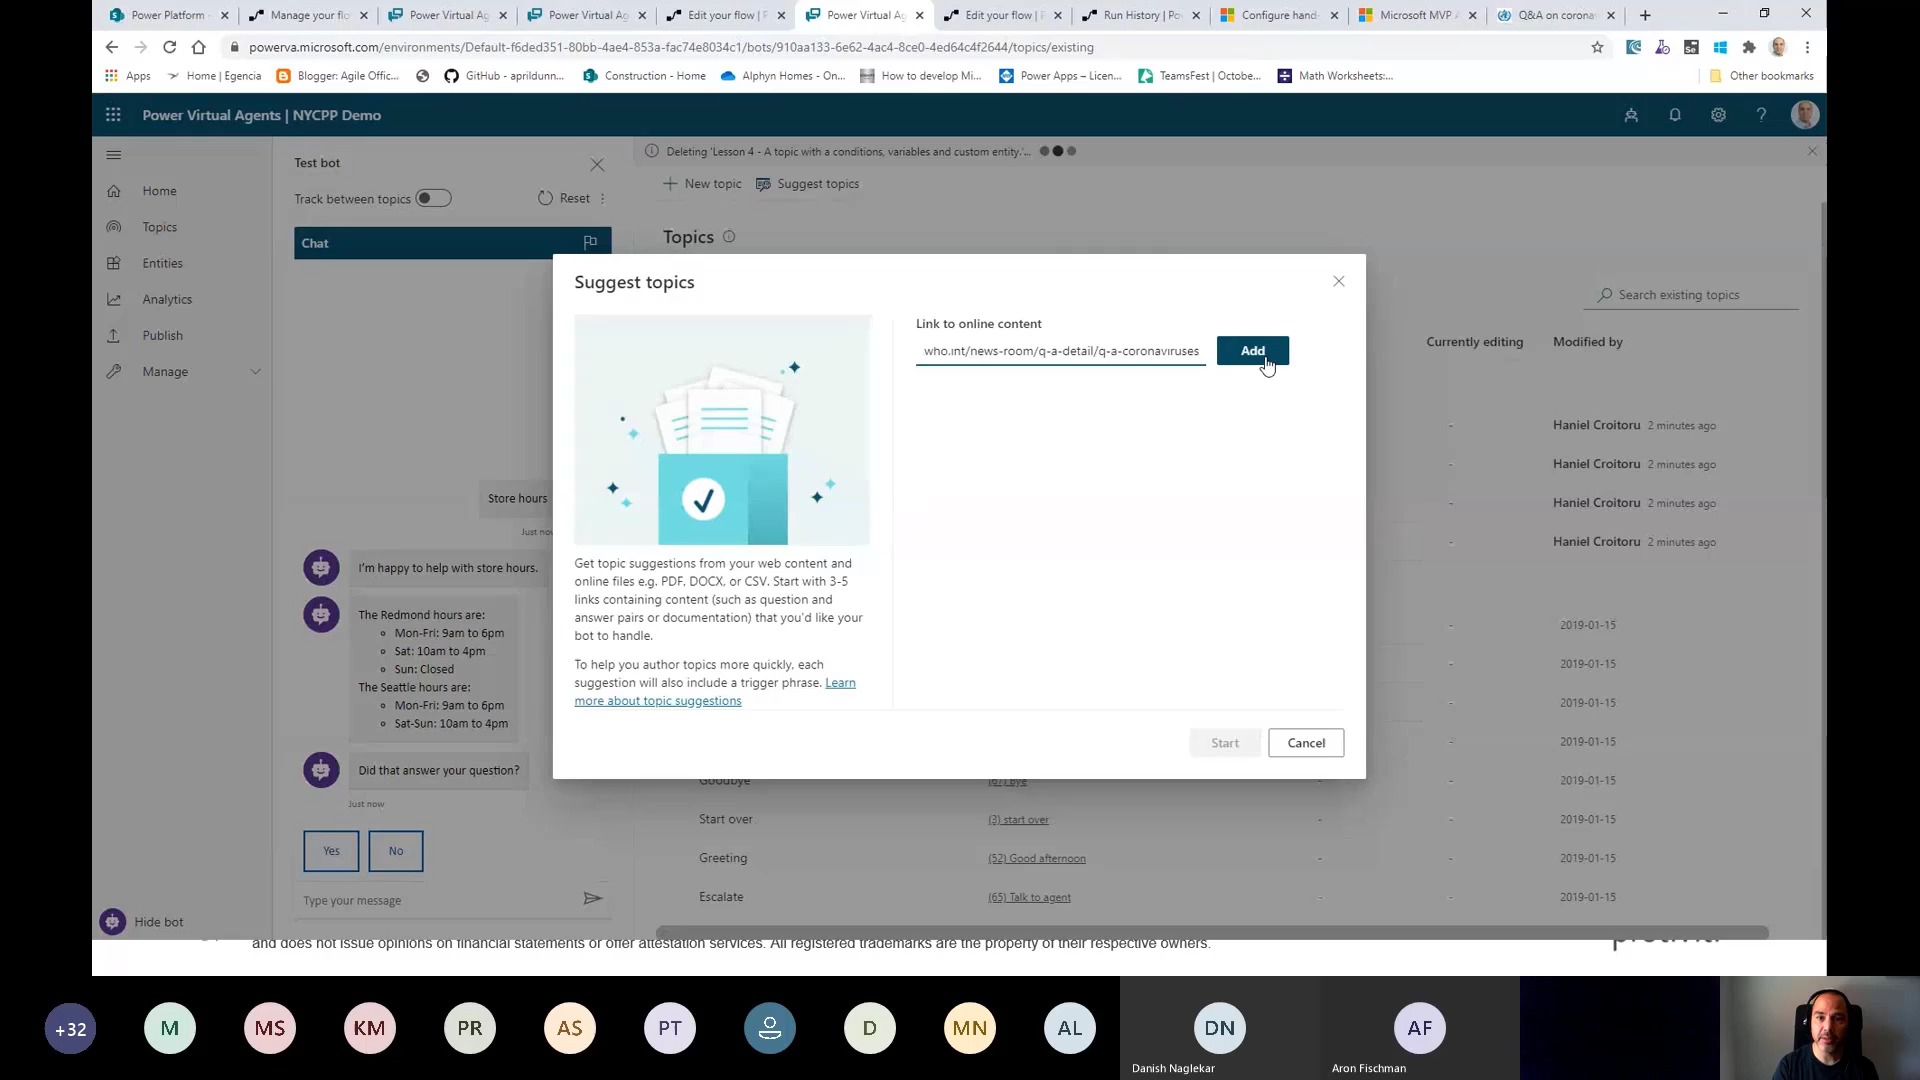 Power Platform
Manage your flo
Power Virtual Ag
Power Virtual Ag
Edit your flow | P
Power Virtual Ag
Edit your flow | P
Run History | Po
Configure hand-
Microsoft MVP A
Q&A on corona
powerva.microsoft.com/environments/Default-f6ded351-80bb-4ae4-853a-fac74e8034c1/bots/910aa133-6e62-4ac4-8ce0-4ed64c4f2644/topics/existing
Apps
Home | Egencia
Blogger: Agile Offic...
GitHub - aprildunn...
Construction - Home
Alphyn Homes - On...
How to develop Mi...
Power Apps – Licen...
TeamsFest | Octobe...
Math Worksheets:...
Other bookmarks
Power Virtual Agents | NYCPP Demo
Home
Topics
Entities
Analytics
Publish
Manage
Hide bot
Test bot
Track between topics
Reset
Chat
Store hours
Just now
I'm happy to help with store hours.
The Redmond hours are:
Mon-Fri: 9am to 6pm
Sat: 10am to 4pm
Sun: Closed
The Seattle hours are:
Mon-Fri: 9am to 6pm
Sat-Sun: 10am to 4pm
Did that answer your question?
Just now
Yes
No
Type your message
Deleting 'Lesson 4 - A topic with a conditions, variables and custom entity.'...
New topic
Suggest topics
Topics
Search existing topics
Currently editing
Modified by
Haniel Croitoru 2 minutes ago
Haniel Croitoru 2 minutes ago
Haniel Croitoru 2 minutes ago
Haniel Croitoru 2 minutes ago
2019-01-15
2019-01-15
2019-01-15
2019-01-15
Goodbye (67) bye - - 2019-01-15
Start over (3) start over - - 2019-01-15
Greeting (52) Good afternoon - - 2019-01-15
Escalate (65) Talk to agent - - 2019-01-15
Suggest topics
Get topic suggestions from your web content and
online files e.g. PDF, DOCX, or CSV. Start with 3-5
links containing content (such as question and
answer pairs or documentation) that you'd like your
bot to handle.
To help you author topics more quickly, each
suggestion will also include a trigger phrase. Learn
more about topic suggestions
Link to online content
who.int/news-room/q-a-detail/q-a-coronaviruses
Add
Start
Cancel
and does not issue opinions on financial statements or offer attestation services. All registered trademarks are the property of their respective owners.
+32
M
MS
KM
PR
AS
PT
D
MN
AL
DN
AF
Danish Naglekar
Aron Fischman